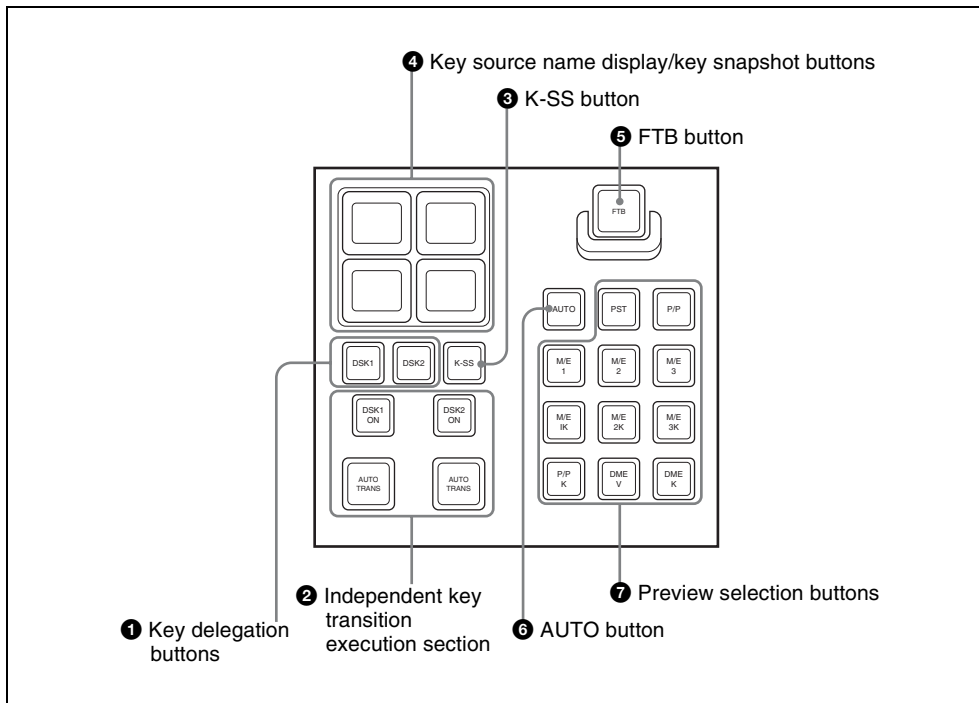 ❹ Key source name display/key snapshot buttons
❸ K-SS button
❺ FTB button
FTB
AUTO
PST
P/P
DSK1
DSK2
K-SS
M/E
1
M/E
2
M/E
3
DSK1
ON
DSK2
ON
M/E
IK
M/E
2K
M/E
3K
AUTO
TRANS
AUTO
TRANS
P/P
K
DME
V
DME
K
❷ Independent key
transition
execution section
❼ Preview selection buttons
❶ Key delegation
buttons
❻ AUTO button